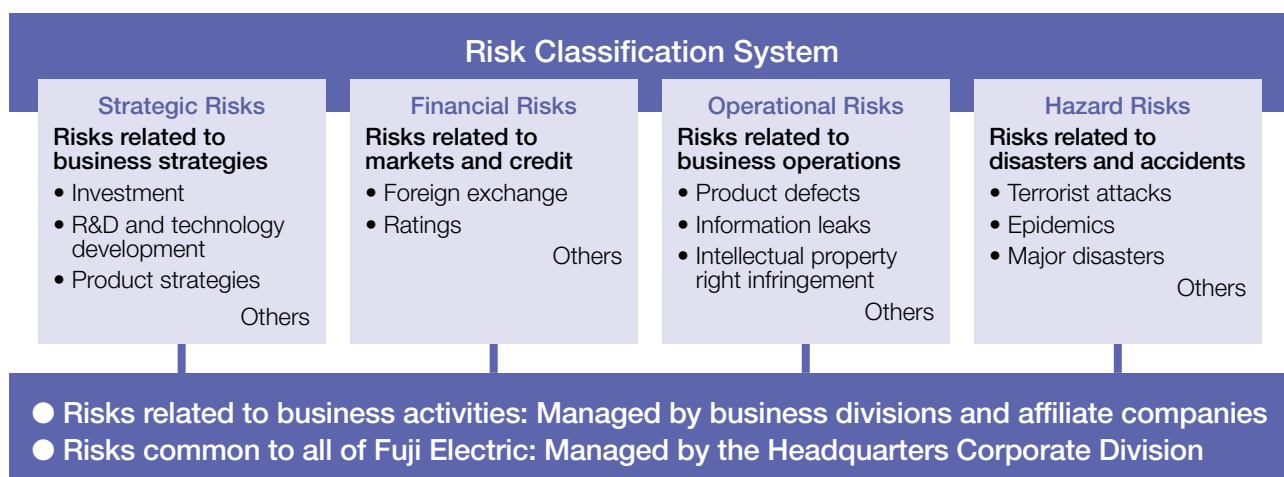 Risk Classification System
Strategic Risks
Risks related to
business strategies
• Investment
• R&D and technology
development
• Product strategies
Others
Financial Risks
Risks related to
markets and credit
• Foreign exchange
• Ratings
Others
Operational Risks
Risks related to
business operations
• Product defects
• Information leaks
• Intellectual property
right infringement
Others
Hazard Risks
Risks related to
disasters and accidents
• Terrorist attacks
• Epidemics
• Major disasters
Others
● Risks related to business activities: Managed by business divisions and affiliate companies
● Risks common to all of Fuji Electric: Managed by the Headquarters Corporate Division